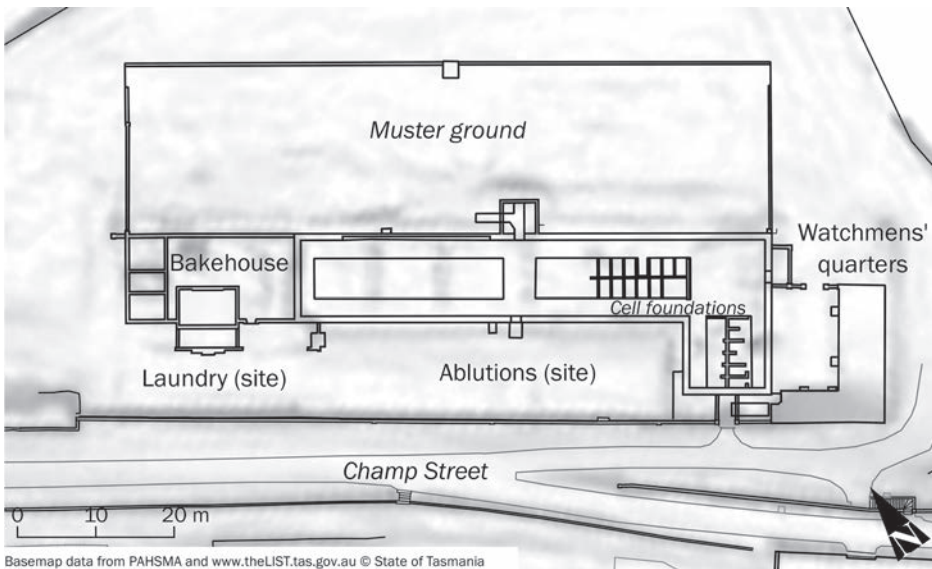 Muster ground
Watchmens'
quarters
Bakehouse
Cell foundations
Laundry (site)
Ablutions (site)
Champ Street
0 10 20 m
N
Basemap data from PAHSMA and www.theLIST.tas.gov.au © State of Tasmania